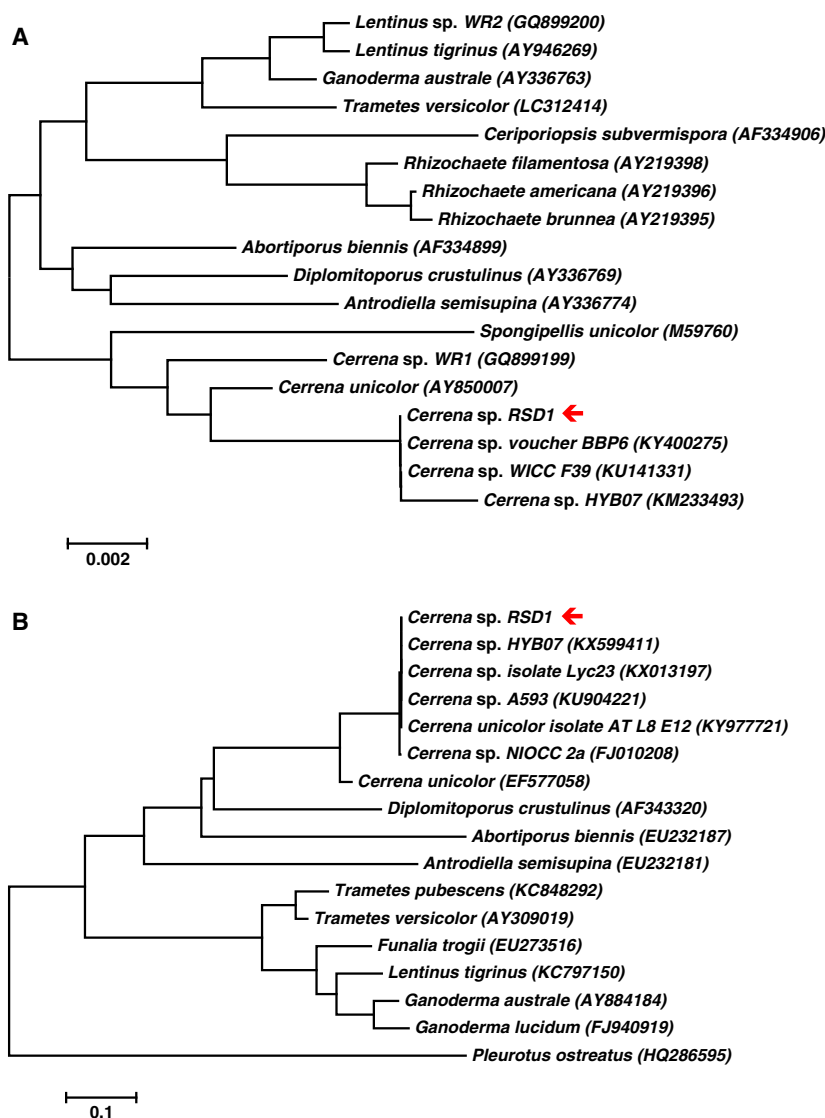 A
Lentinus sp. WR2 (GQ899200)
Lentinus tigrinus (AY946269)
Ganoderma australe (AY336763)
Trametes versicolor (LC312414)
Ceriporiopsis subvermispora (AF334906)
Rhizochaete filamentosa (AY219398)
Rhizochaete americana (AY219396)
Rhizochaete brunnea (AY219395)
Abortiporus biennis (AF334899)
Diplomitoporus crustulinus (AY336769)
Antrodiella semisupina (AY336774)
Spongipellis unicolor (M59760)
Cerrena sp. WR1 (GQ899199)
Cerrena unicolor (AY850007)
Cerrena sp. RSD1
Cerrena sp. voucher BBP6 (KY400275)
Cerrena sp. WICC F39 (KU141331)
Cerrena sp. HYB07 (KM233493)
0.002
B
Cerrena sp. RSD1
Cerrena sp. HYB07 (KX599411)
Cerrena sp. isolate Lyc23 (KX013197)
Cerrena sp. A593 (KU904221)
Cerrena unicolor isolate AT L8 E12 (KY977721)
Cerrena sp. NIOCC 2a (FJ010208)
Cerrena unicolor (EF577058)
Diplomitoporus crustulinus (AF343320)
Abortiporus biennis (EU232187)
Antrodiella semisupina (EU232181)
Trametes pubescens (KC848292)
Trametes versicolor (AY309019)
Funalia trogii (EU273516)
Lentinus tigrinus (KC797150)
Ganoderma australe (AY884184)
Ganoderma lucidum (FJ940919)
Pleurotus ostreatus (HQ286595)
0.1